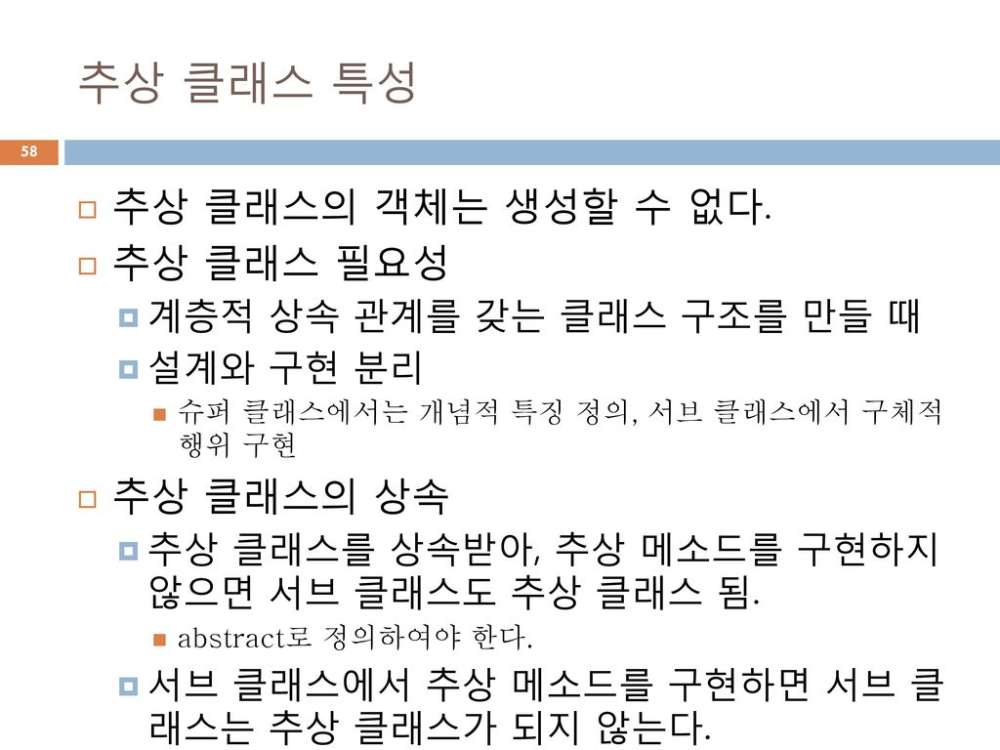 추상 클래스 특성
58
추상 클래스의 객체는 생성할 수 없다.
추상 클래스 필요성
계층적 상속 관계를 갖는 클래스 구조를 만들 때
설계와 구현 분리
슈퍼 클래스에서는 개념적 특징 정의, 서브 클래스에서 구체적
행위 구현
추상 클래스의 상속
추상 클래스를 상속받아, 추상 메소드를 구현하지
않으면 서브 클래스도 추상 클래스 됨.
abstract로 정의하여야 한다.
서브 클래스에서 추상 메소드를 구현하면 서브 클
래스는 추상 클래스가 되지 않는다.